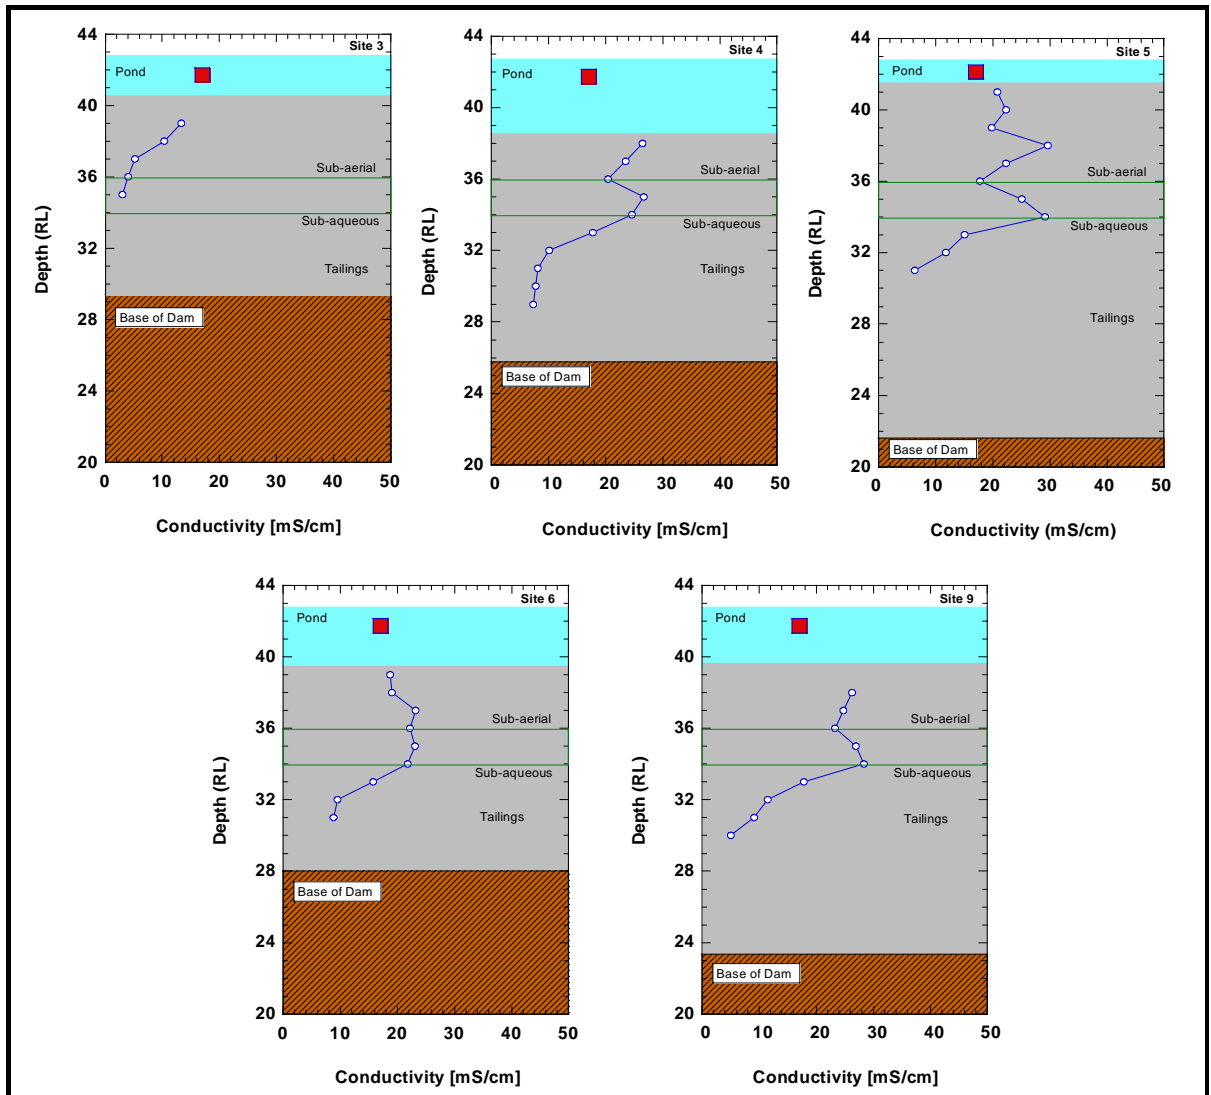 Site 3
Pond
Sub-aerial
Sub-aqueous
Tailings
Base of Dam
44
40
36
32
28
24
20
0 10 20 30 40 50
Depth (RL)
Conductivity [mS/cm]
Site 4
Pond
Sub-aerial
Sub-aqueous
Tailings
Base of Dam
44
40
36
32
28
24
20
0 10 20 30 40 50
Depth (RL)
Conductivity [mS/cm]
Site 5
Pond
Sub-aerial
Sub-aqueous
Tailings
Base of Dam
44
40
36
32
28
24
20
0 10 20 30 40 50
Depth (RL)
Conductivity (mS/cm)
Site 6
Pond
Sub-aerial
Sub-aqueous
Tailings
Base of Dam
44
40
36
32
28
24
20
0 10 20 30 40 50
Depth (RL)
Conductivity [mS/cm]
Site 9
Pond
Sub-aerial
Sub-aqueous
Tailings
Base of Dam
44
40
36
32
28
24
20
0 10 20 30 40 50
Depth (RL)
Conductivity [mS/cm]